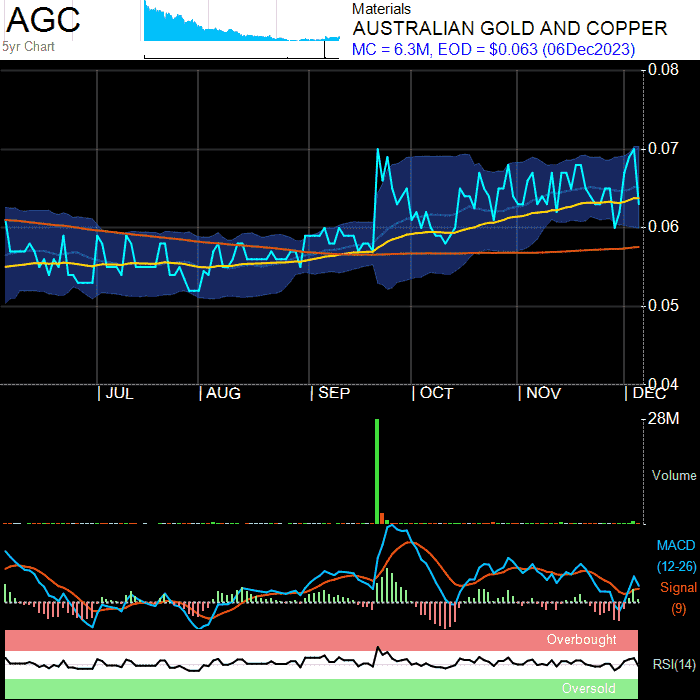 AGC
5yr Chart
Materials
AUSTRALIAN GOLD AND COPPER
MC = 6.3M, EOD = $0.063 (06Dec2023)
0.08
0.07
0.06
0.05
0.04
| JUL | AUG | SEP | OCT | NOV | DEC
28M
Volume
MACD
(12-26)
Signal
(9)
Overbought
RSI(14)
Oversold